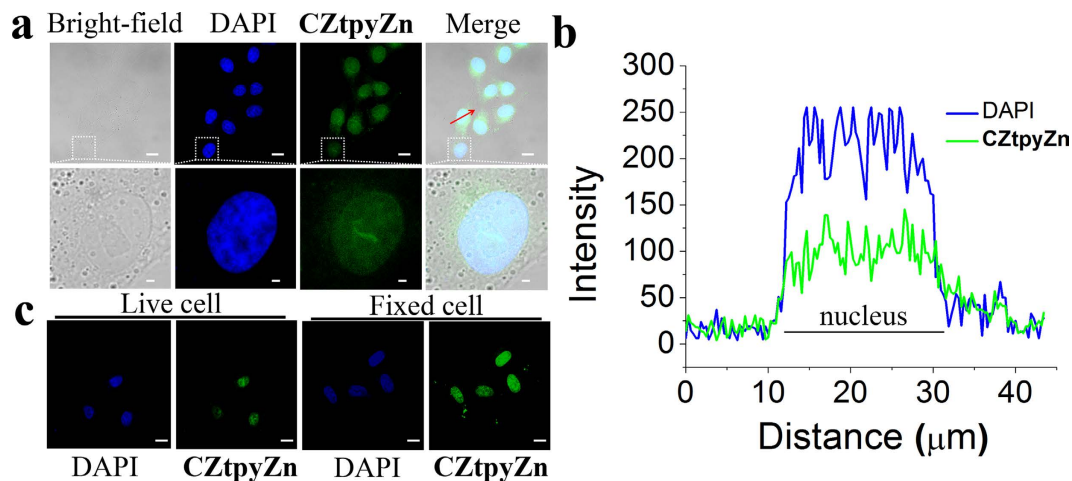 a
Bright-field DAPI CZtpyZn Merge
b
300
250
200
150
100
50
0
Intensity
DAPI
CZtpyZn
nucleus
0 10 20 30 40
Distance (μm)
c
Live cell Fixed cell
DAPI CZtpyZn DAPI CZtpyZn